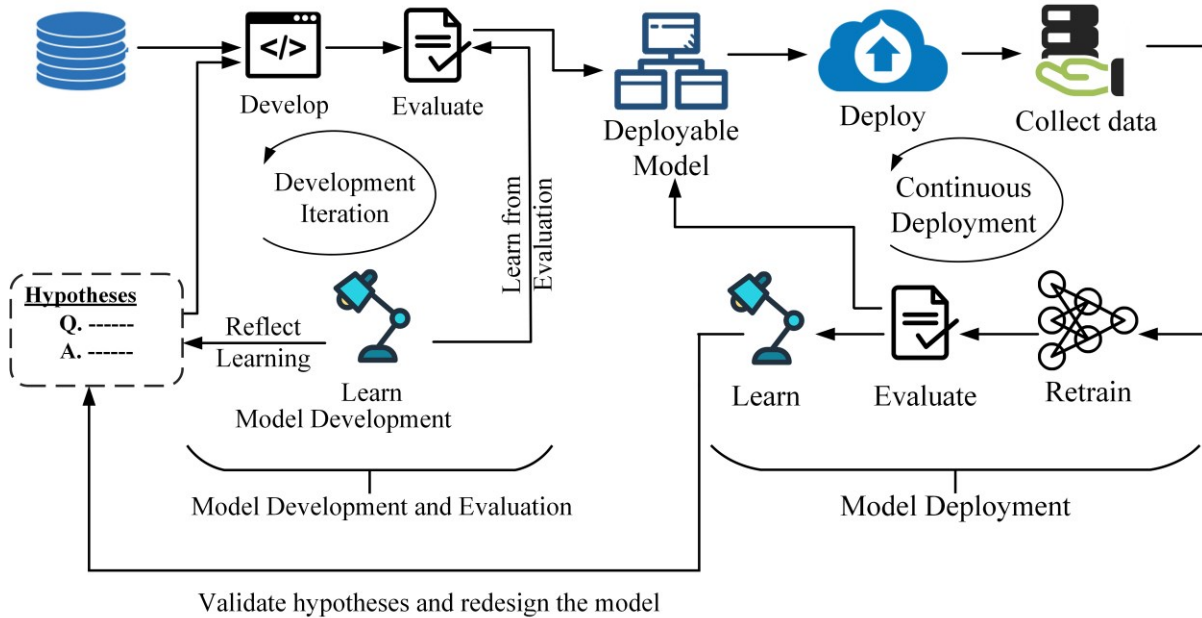 </>
Develop
Evaluate
Deployable
Model
Deploy
Collect data
Development
Iteration
Learn from
Evaluation
Continuous
Deployment
Hypotheses
Q. ------
A. ------
Reflect
Learning
Learn
Model Development
Learn
Evaluate
Retrain
Model Development and Evaluation
Model Deployment
Validate hypotheses and redesign the model